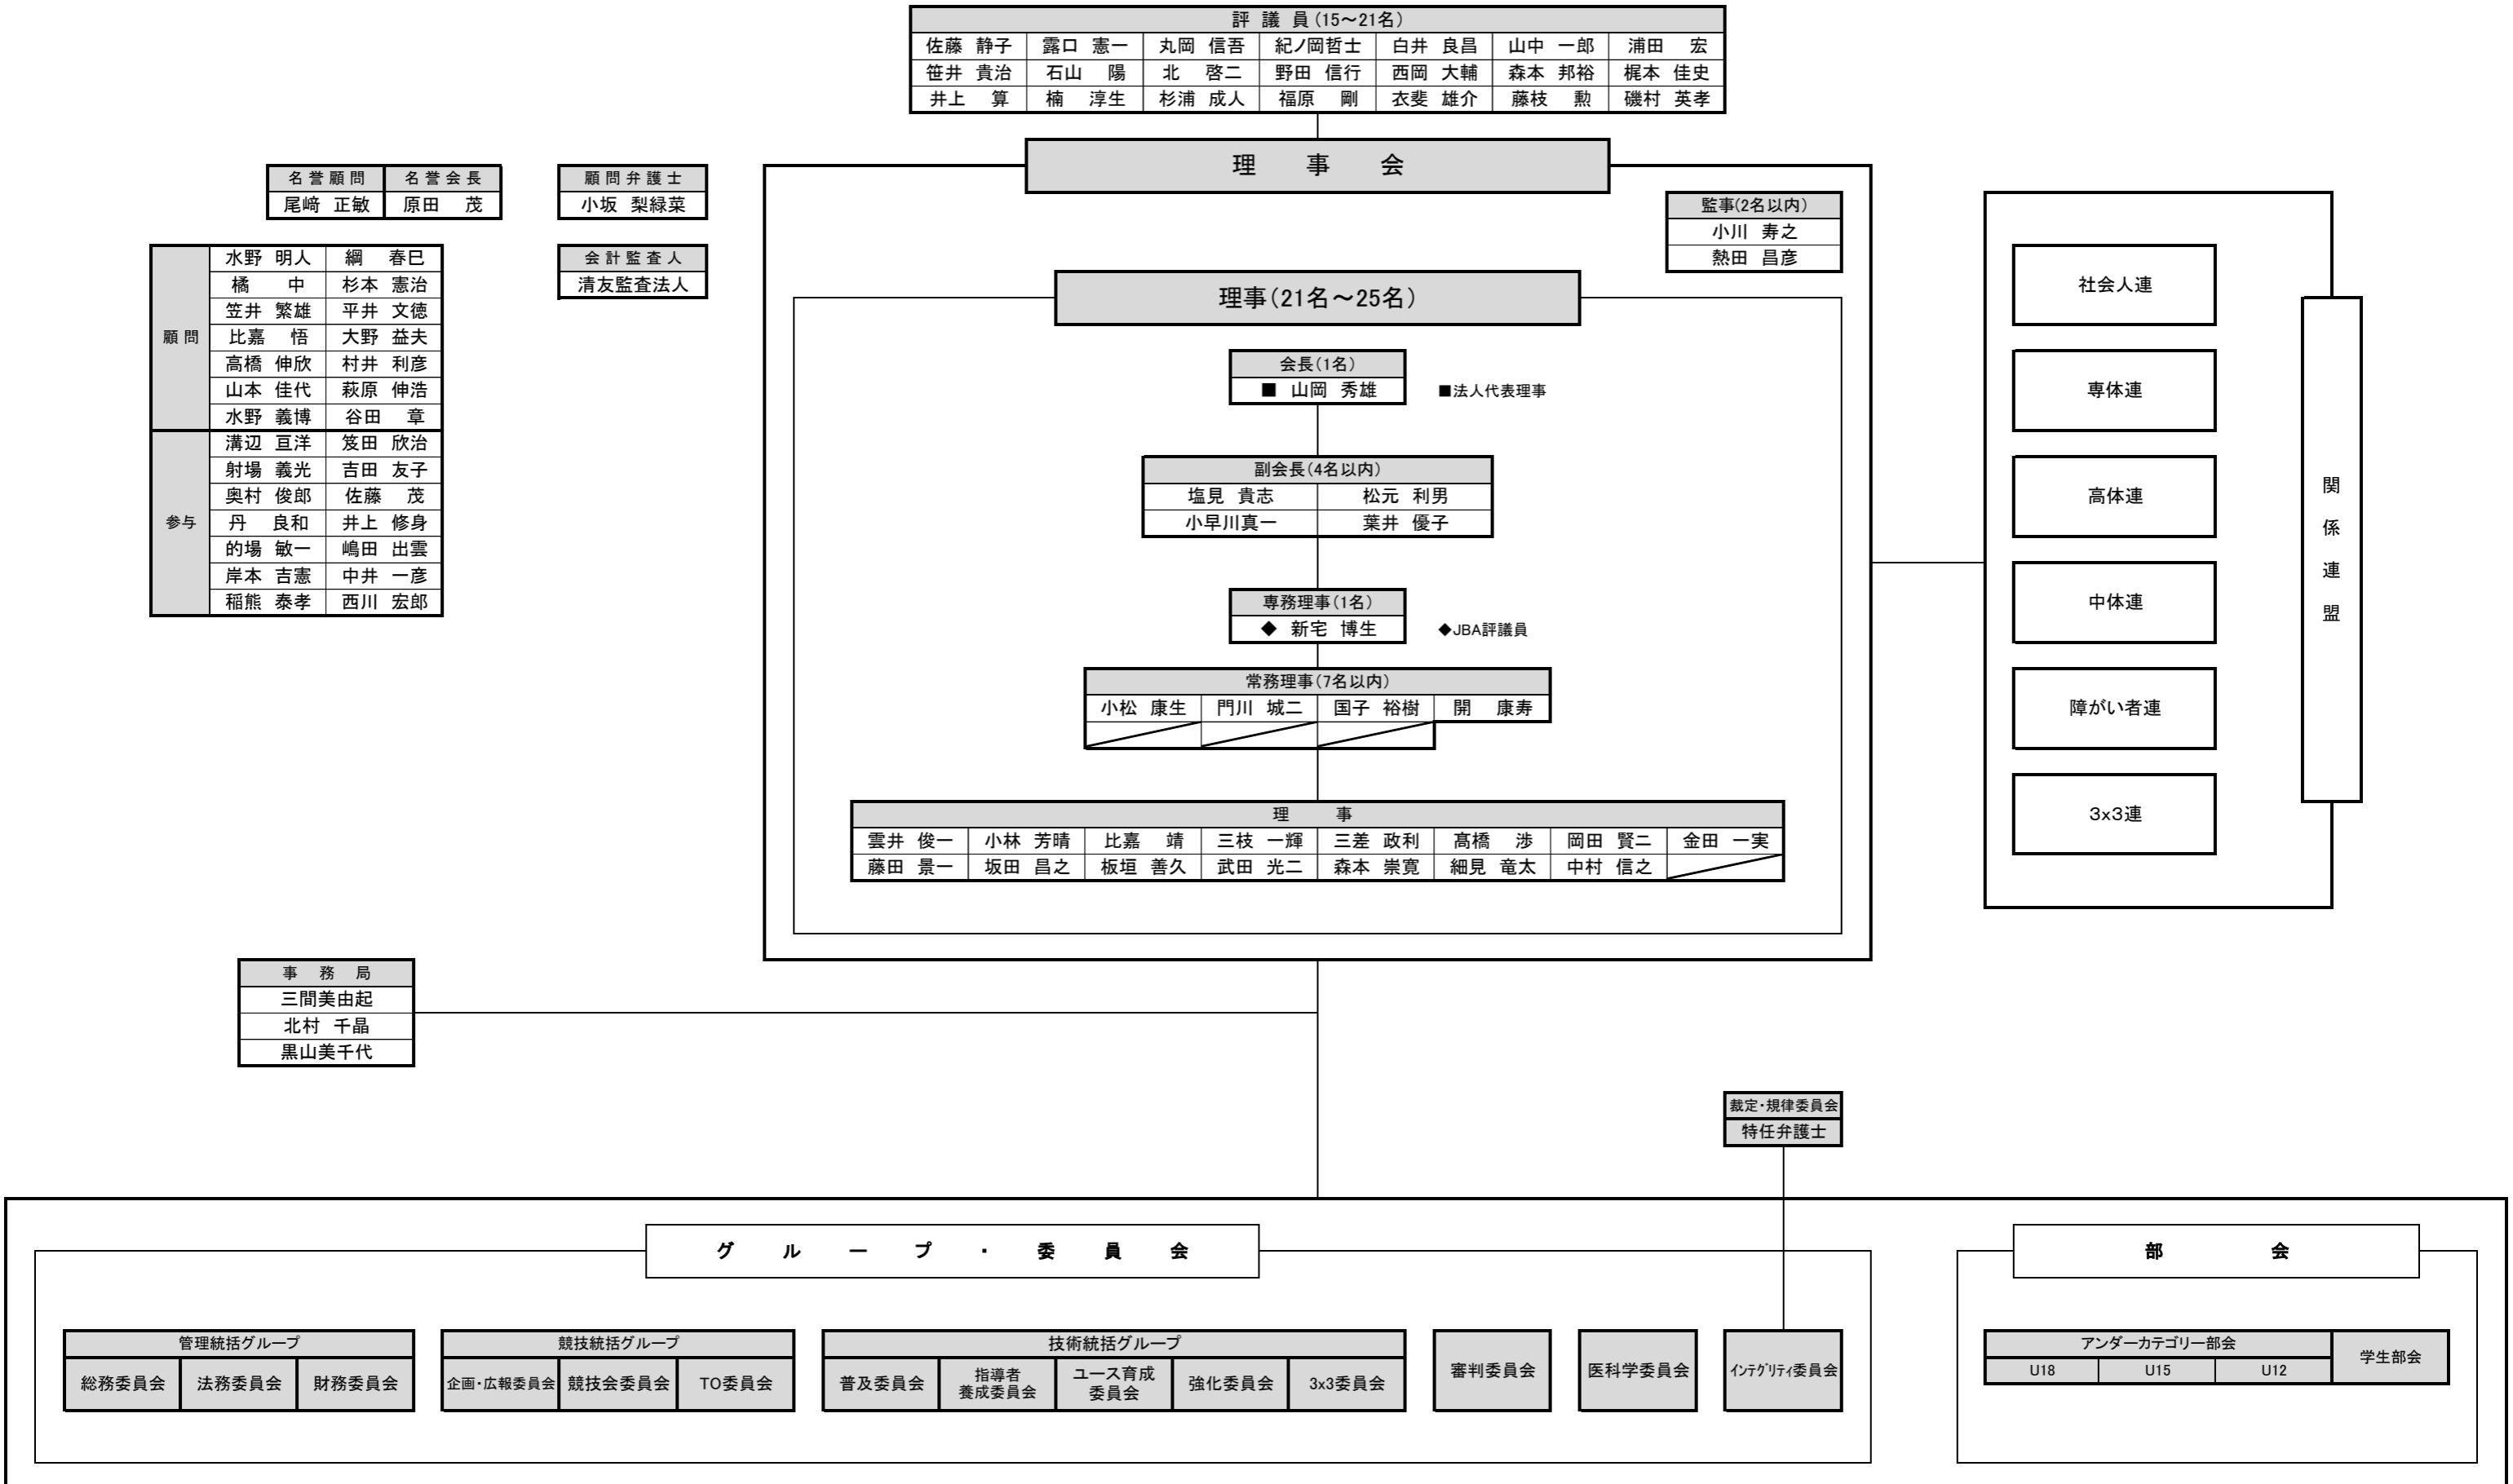 評 議 員(15～21名)
佐藤 静子 露口 憲一 丸岡 信吾 紀ノ岡哲士 白井 良昌 山中 一郎 浦田 宏
笹井 貴治 石山 陽 北 啓二 野田 信行 西岡 大輔 森本 邦裕 梶本 佳史
井上 算 楠 淳生 杉浦 成人 福原 剛 衣斐 雄介 藤枝 勲 磯村 英孝
理 事 会
名誉顧問 名誉会長
尾﨑 正敏 原田 茂
顧問弁護士
小坂 梨緑菜
会計監査人
清友監査法人
監事(2名以内)
小川 寿之
熱田 昌彦
顧 問
水野 明人 綱 春巳
橘 中 杉本 憲治
笠井 繁雄 平井 文徳
比嘉 悟 大野 益夫
高橋 伸欣 村井 利彦
山本 佳代 萩原 伸浩
水野 義博 谷田 章
参与
溝辺 亘洋 笈田 欣治
射場 義光 吉田 友子
奥村 俊郎 佐藤 茂
丹 良和 井上 修身
的場 敏一 嶋田 出雲
岸本 吉憲 中井 一彦
稲熊 泰孝 西川 宏郎
理事(21名～25名)
会長(1名)
■ 山岡 秀雄
■法人代表理事
副会長(4名以内)
塩見 貴志 松元 利男
小早川真一 葉井 優子
専務理事(1名)
◆ 新宅 博生
◆JBA評議員
常務理事(7名以内)
小松 康生 門川 城二 国子 裕樹 開 康寿
理 事
雲井 俊一 小林 芳晴 比嘉 靖 三枝 一輝 三差 政利 髙橋 渉 岡田 賢二 金田 一実
藤田 景一 坂田 昌之 板垣 善久 武田 光二 森本 崇寛 細見 竜太 中村 信之
社会人連
専体連
高体連
中体連
障がい者連
3x3連
関係連盟
事 務 局
三間美由起
北村 千晶
黒山美千代
裁定・規律委員会
特任弁護士
グ ル ー プ ・ 委 員 会
管理統括グループ
総務委員会 法務委員会 財務委員会
競技統括グループ
企画・広報委員会 競技会委員会 TO委員会
技術統括グループ
普及委員会
指導者
養成委員会
ユース育成
委員会
強化委員会
3x3委員会
審判委員会
医科学委員会
ｲﾝﾃｸﾞﾘﾃｨ委員会
部 会
アンダーカテゴリー部会
U18 U15 U12
学生部会